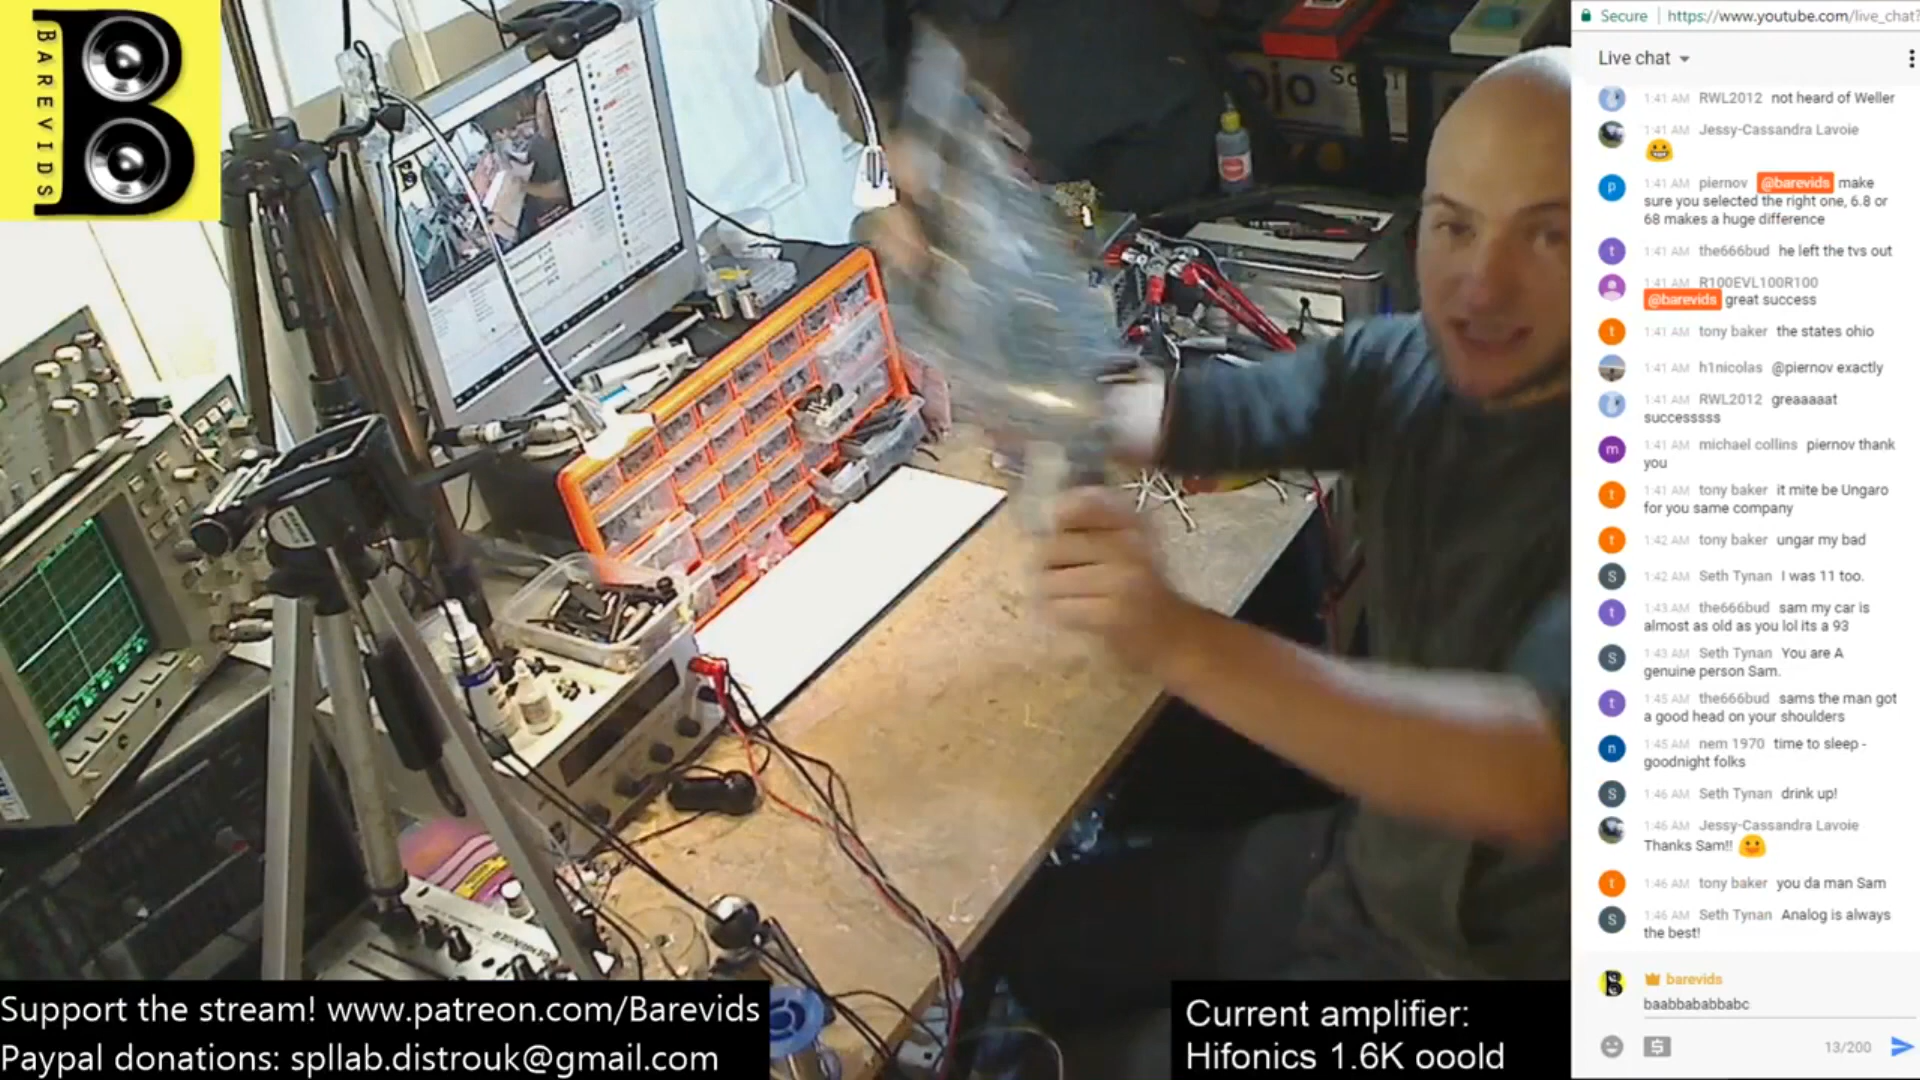 BAREVIDS
B
Secure
https://www.youtube.com/live_chat?
Live chat
1:41 AM RWL2012 not heard of Weller
1:41 AM Jessy-Cassandra Lavoie
1:41 AM piernov @barevids make
sure you selected the right one, 6.8 or
68 makes a huge difference
1:41 AM the666bud he left the tvs out
1:41 AM R100EVL100R100
@barevids great success
1:41 AM tony baker the states ohio
1:41 AM h1nicolas @piernov exactly
1:41 AM RWL2012 greaaaaat
successssss
1:41 AM michael collins piernov thank
you
1:41 AM tony baker it mite be Ungaro
for you same company
1:42 AM tony baker ungar my bad
1:42 AM Seth Tynan I was 11 too.
1:43 AM the666bud sam my car is
almost as old as you lol its a 93
1:43 AM Seth Tynan You are A
genuine person Sam.
1:45 AM the666bud sams the man got
a good head on your shoulders
1:45 AM nem 1970 time to sleep -
goodnight folks
1:46 AM Seth Tynan drink up!
1:46 AM Jessy-Cassandra Lavoie
Thanks Sam!!
1:46 AM tony baker you da man Sam
1:46 AM Seth Tynan Analog is always
the best!
barevids
baabbababbabc
13/200
Support the stream! www.patreon.com/Barevids
Paypal donations: spllab.distrouk@gmail.com
Current amplifier:
Hifonics 1.6K ooold